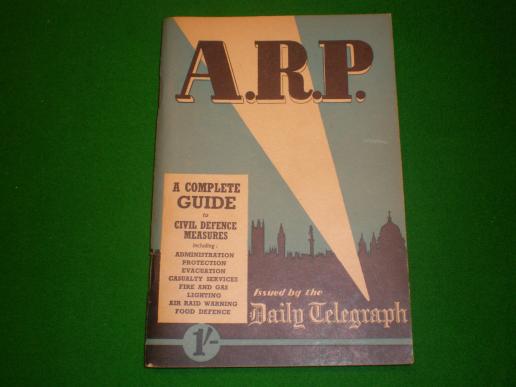 A.R.P.
A COMPLETE
GUIDE
to
CIVIL DEFENCE
MEASURES
including:
ADMINISTRATION
PROTECTION
EVACUATION
CASUALTY SERVICES
FIRE AND GAS
LIGHTING
AIR RAID WARNING
FOOD DEFENCE
Issued by the
Daily Telegraph
1/-